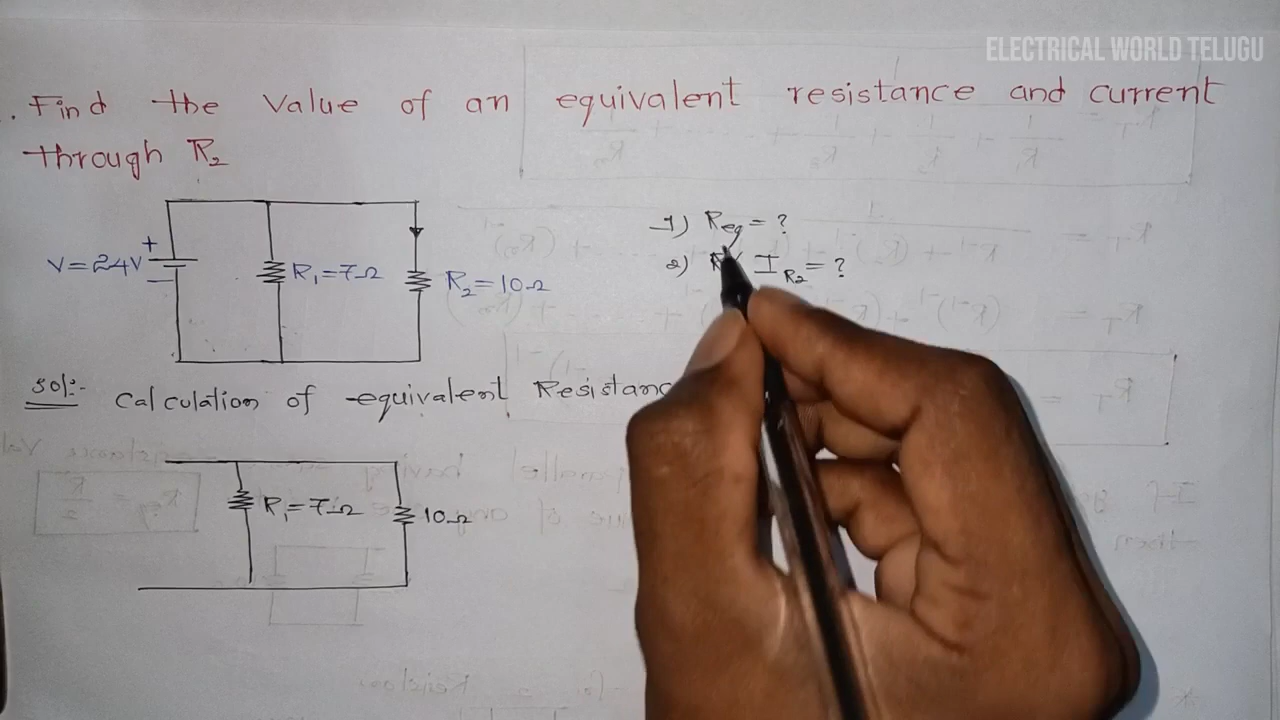 ELECTRICAL WORLD TELUGU
Find the Value of an equivalent resistance and current
through R₂
1) Req = ?
2) I R₂ = ?
V=24V
+
−
R₁=7Ω
R₂=10Ω
Sol:- Calculation of equivalent Resistanc
R₁=7Ω
10Ω